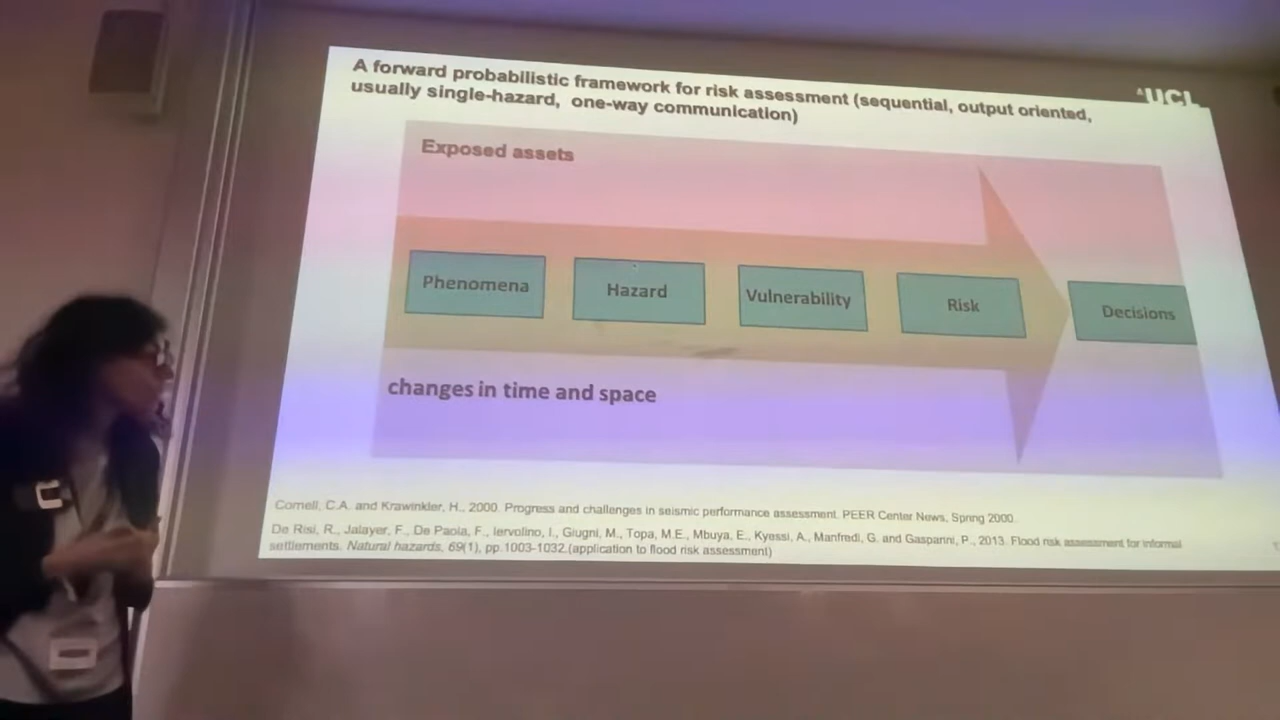 A forward probabilistic framework for risk assessment (sequential, output oriented,
usually single-hazard, one-way communication)
UCL
Exposed assets
Phenomena
Hazard
Vulnerability
Risk
Decisions
changes in time and space
Cornell, C.A. and Krawinkler, H., 2000. Progress and challenges in seismic performance assessment. PEER Center News, Spring 2000.
De Risi, R., Jalayer, F., De Paola, F., Iervolino, I., Giugni, M., Topa, M.E., Mbuya, E., Kyessi, A., Manfredi, G. and Gasparini, P., 2013. Flood risk assessment for informal
settlements. Natural hazards, 69(1), pp.1003-1032.(application to flood risk assessment)